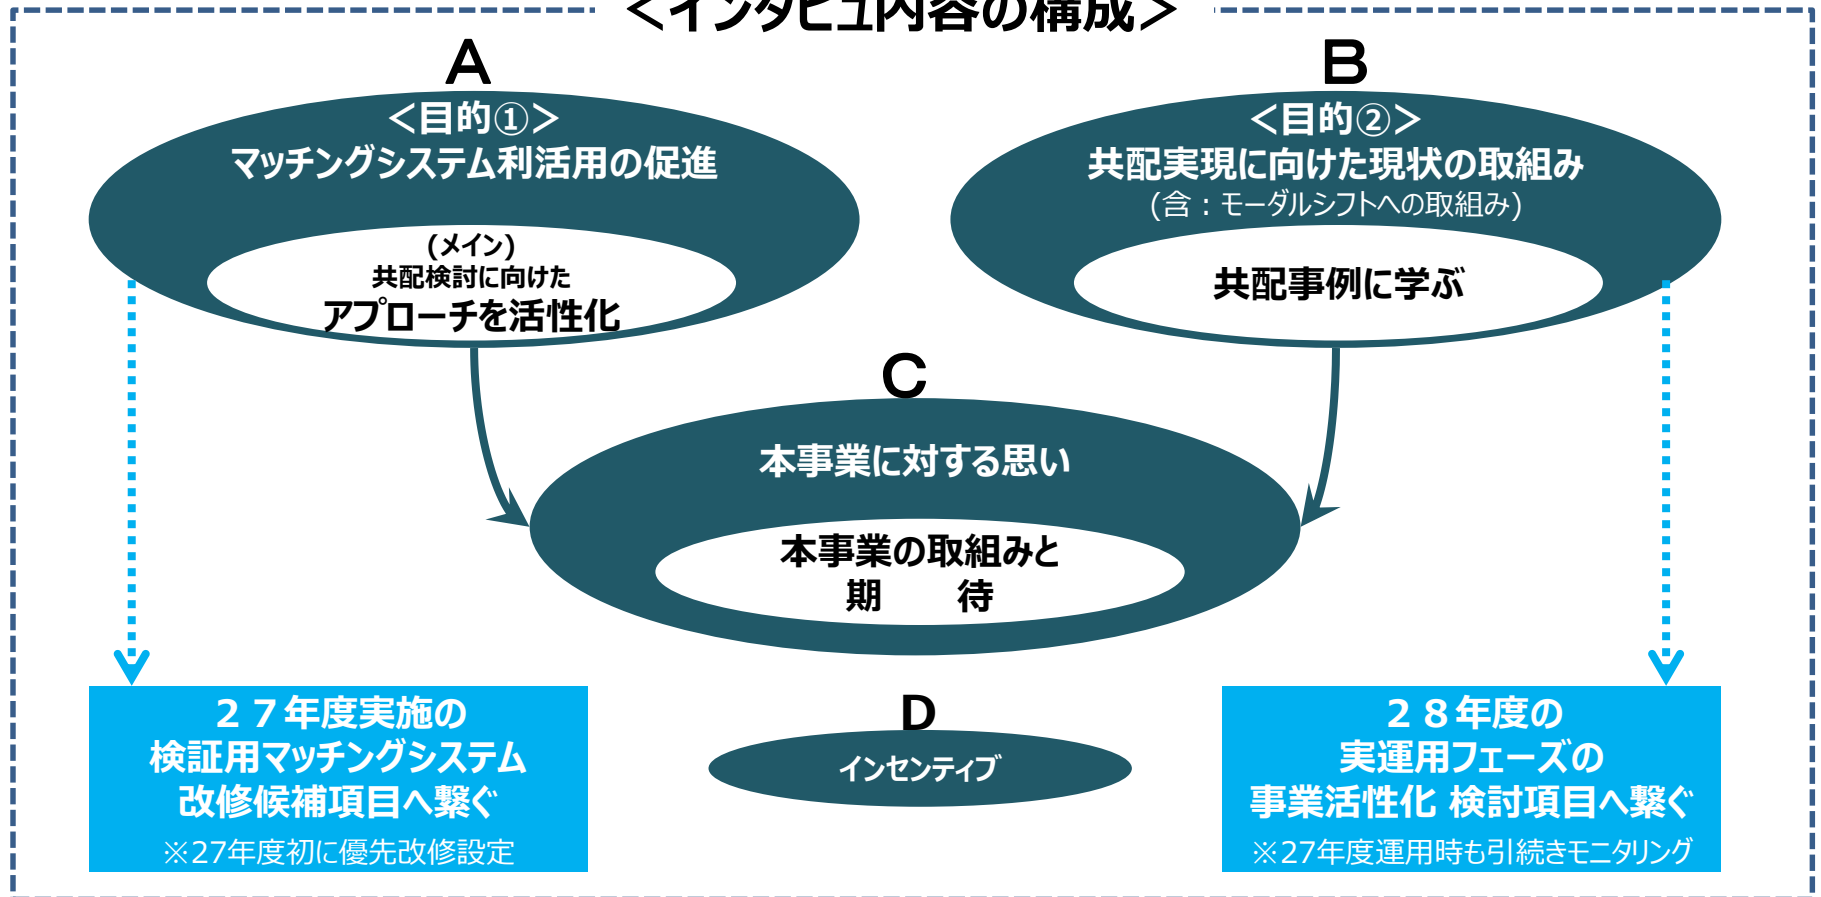 ＜インタビュ内容の構成＞
A
＜目的①＞
マッチングシステム利活用の促進
(メイン)
共配検討に向けた
アプローチを活性化
B
＜目的②＞
共配実現に向けた現状の取組み
(含：モーダルシフトへの取組み)
共配事例に学ぶ
C
本事業に対する思い
本事業の取組みと
期　　待
２７年度実施の
検証用マッチングシステム
改修候補項目へ繋ぐ
※27年度初に優先改修設定
D
インセンティブ
２８年度の
実運用フェーズの
事業活性化 検討項目へ繋ぐ
※27年度運用時も引続きモニタリング